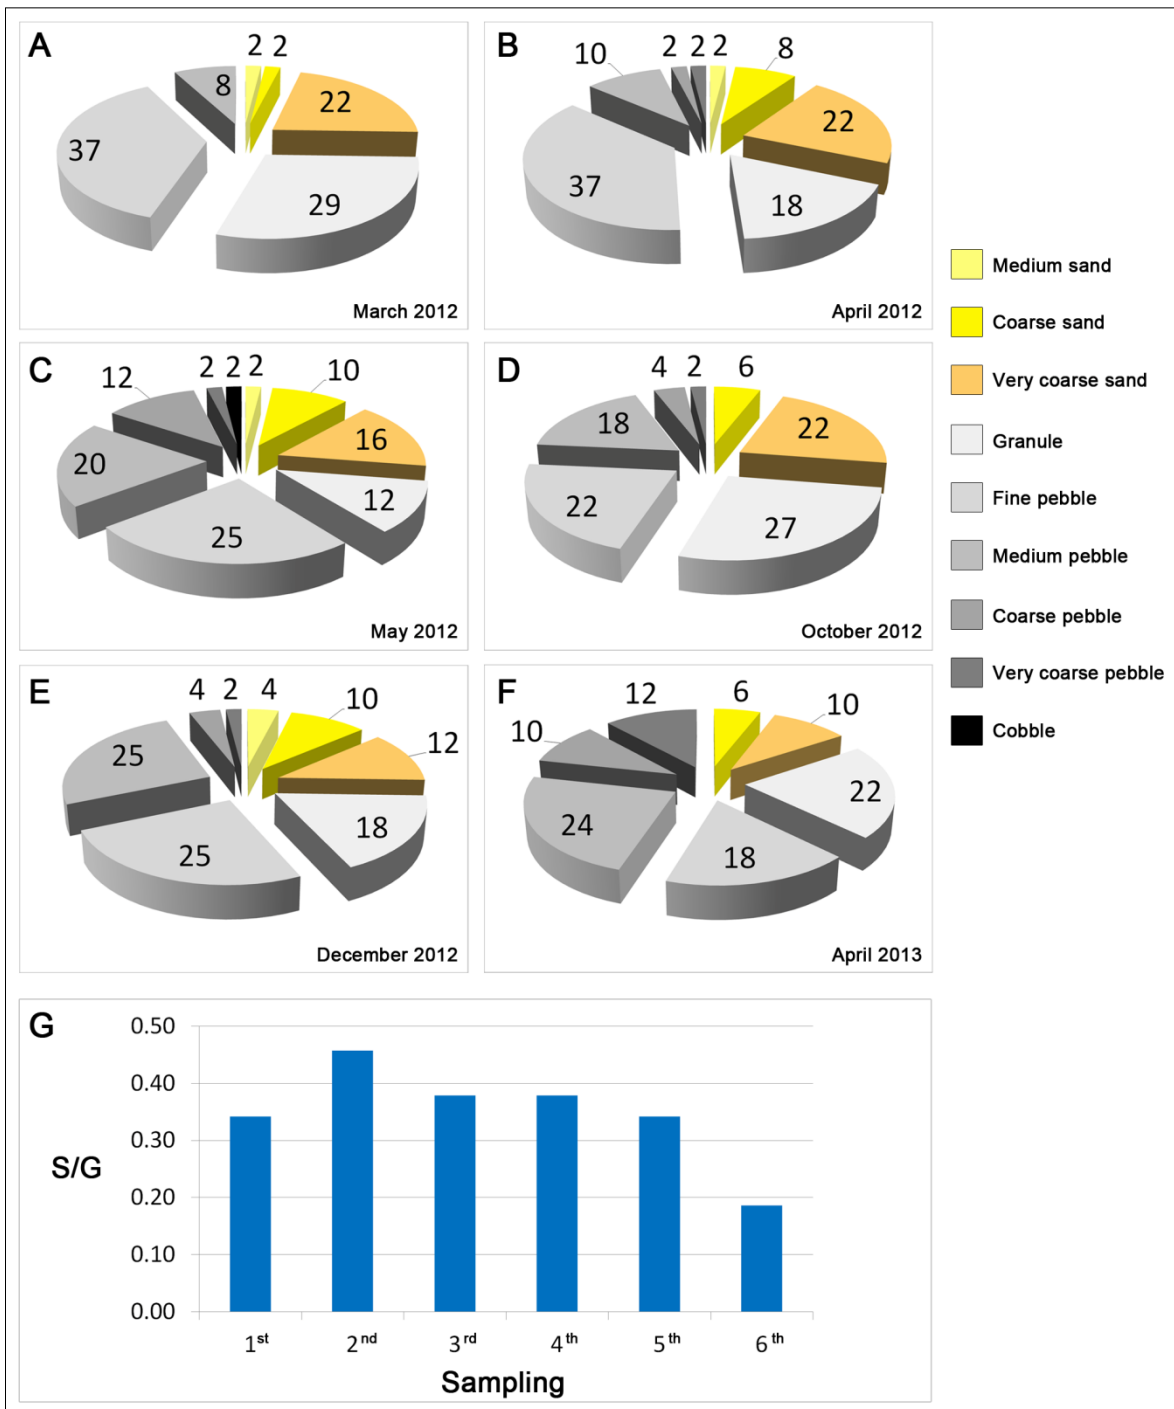 A
2 2
22
8
37
29
March 2012
B
10 2 2 2 8
22
37
18
April 2012
Medium sand
Coarse sand
Very coarse sand
Granule
Fine pebble
Medium pebble
Coarse pebble
Very coarse pebble
Cobble
C
12 2 2 2 10
16
20
12
25
May 2012
D
4 2 6
18 22
22
27
October 2012
E
4 2 4 10
12
25
18
25
December 2012
F
12 6 10
10
22
24
18
April 2013
G
0.50
0.40
0.30
S/G
0.20
0.10
0.00
1st 2nd 3rd 4th 5th 6th
Sampling